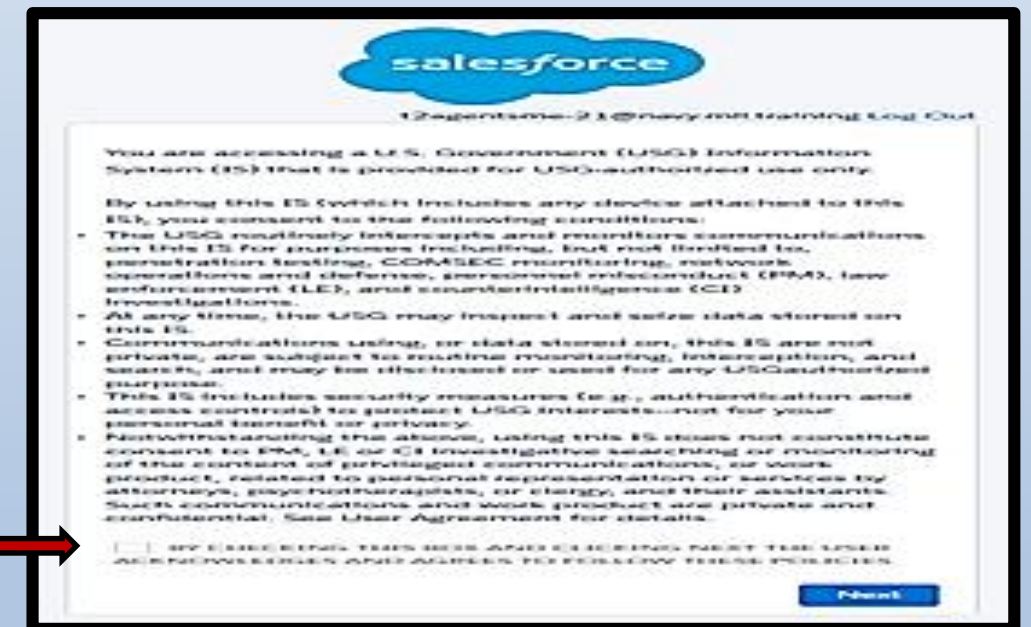 salesforce
t2agentsme-21@navy.mil.training Log Out
You are accessing a U.S. Government (USG) Information
System (IS) that is provided for USG-authorized use only.
By using this IS (which includes any device attached to this
IS), you consent to the following conditions:
• The USG routinely intercepts and monitors communications
on this IS for purposes including, but not limited to,
penetration testing, COMSEC monitoring, network
operations and defense, personnel misconduct (PM), law
enforcement (LE), and counterintelligence (CI)
investigations.
• At any time, the USG may inspect and seize data stored on
this IS.
• Communications using, or data stored on, this IS are not
private, are subject to routine monitoring, interception, and
search, and may be disclosed or used for any USGauthorized
purpose.
• This IS includes security measures (e.g., authentication and
access controls) to protect USG interests--not for your
personal benefit or privacy.
• Notwithstanding the above, using this IS does not constitute
consent to PM, LE or CI investigative searching or monitoring
of the content of privileged communications, or work
product, related to personal representation or services by
attorneys, psychotherapists, or clergy, and their assistants.
Such communications and work product are private and
confidential. See User Agreement for details.
BY CHECKING THIS BOX AND CLICKING NEXT THE USER
ACKNOWLEDGES AND AGREES TO FOLLOW THESE POLICIES
Next